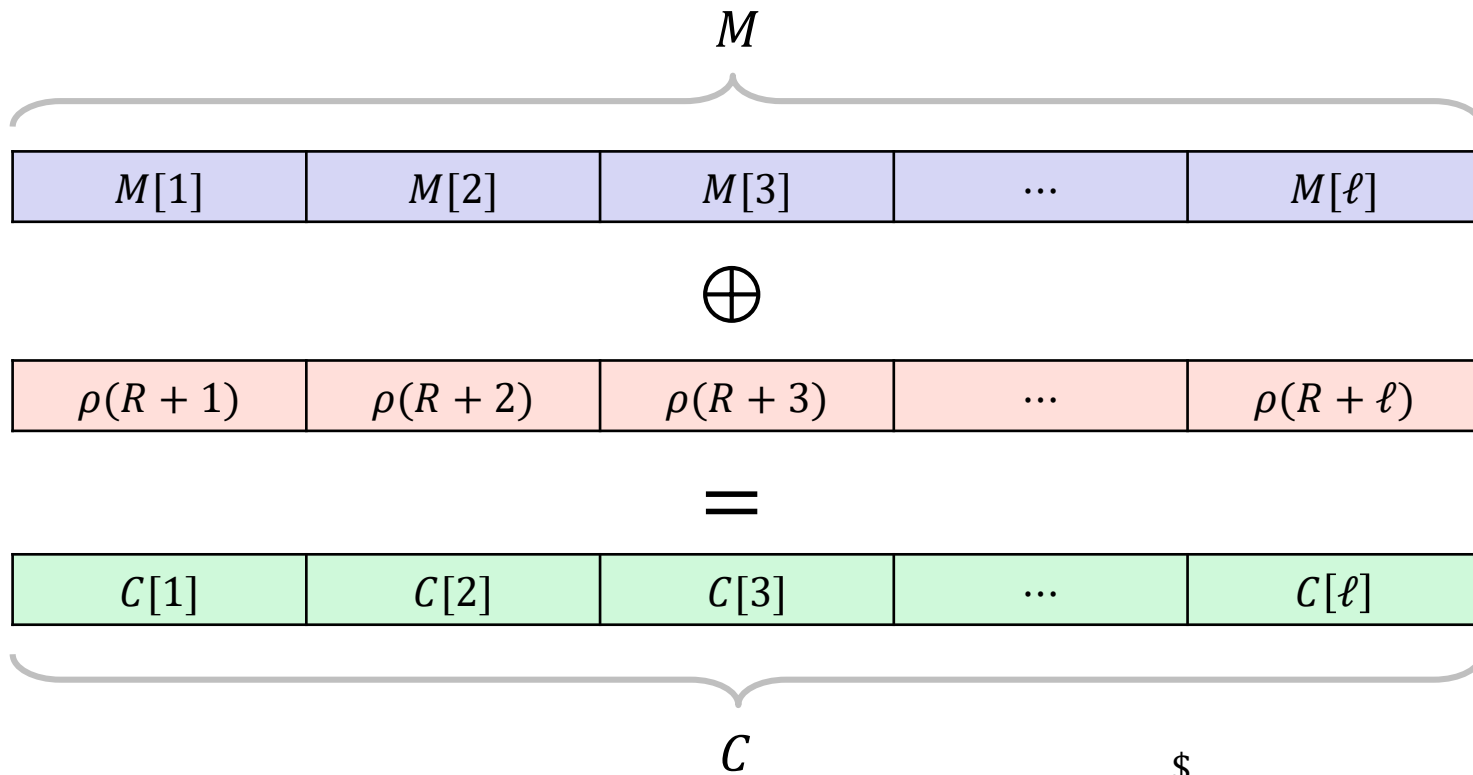 M
M[1] M[2] M[3] ⋯ M[ℓ]
⊕
ρ(R + 1) ρ(R + 2) ρ(R + 3) ⋯ ρ(R + ℓ)
=
C[1] C[2] C[3] ⋯ C[ℓ]
C
$